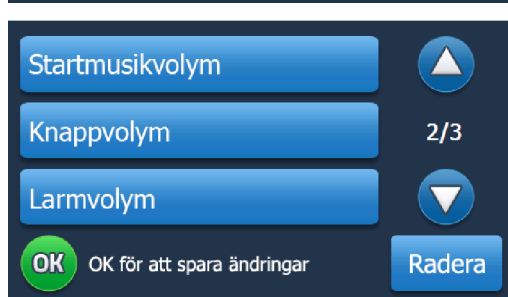 Startmusikvolym
Knappvolym
2/3
Larmvolym
OK OK för att spara ändringar
Radera